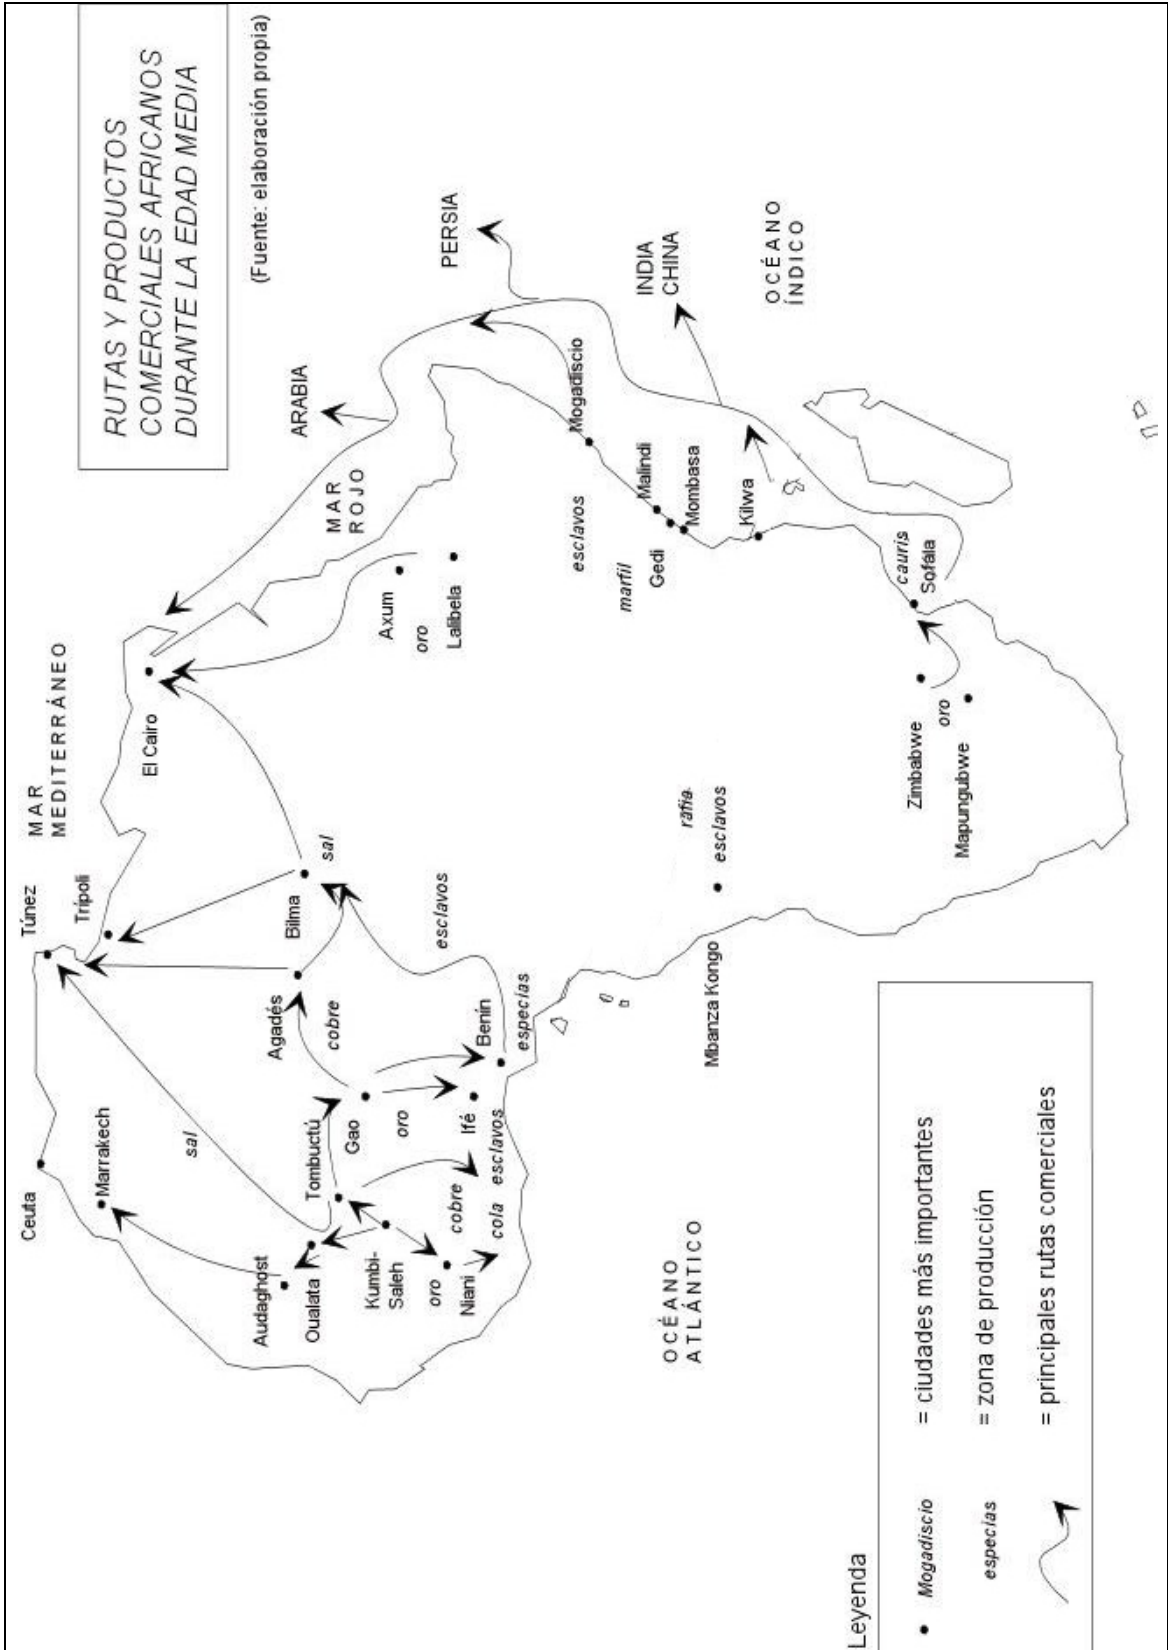 RUTAS Y PRODUCTOS
COMERCIALES AFRICANOS
DURANTE LA EDAD MEDIA
(Fuente: elaboración propia)
MAR
MEDITERRÁNEO
Ceuta
Túnez
Trípoli
Marrakech
El Cairo
MAR
ROJO
ARABIA
PERSIA
sal
Audaghost
Oualata
Tombuctú
Agadés
Bilma
sal
Kumbi-
Saleh
Gao
cobre
oro
Niani
cobre
oro
Ifé
cola
esclavos
Benín
especias
esclavos
Axum
oro
Lalibela
esclavos
marfil
Mogadiscio
Malindi
Gedi
Mombasa
Kilwa
INDIA
CHINA
OCÉANO
ÍNDICO
OCÉANO
ATLÁNTICO
Mbanza Kongo
rafia
esclavos
cauris
Sofála
Zimbabwe
oro
Mapungubwe
Leyenda
Mogadiscio = ciudades más importantes
especias = zona de producción
= principales rutas comerciales